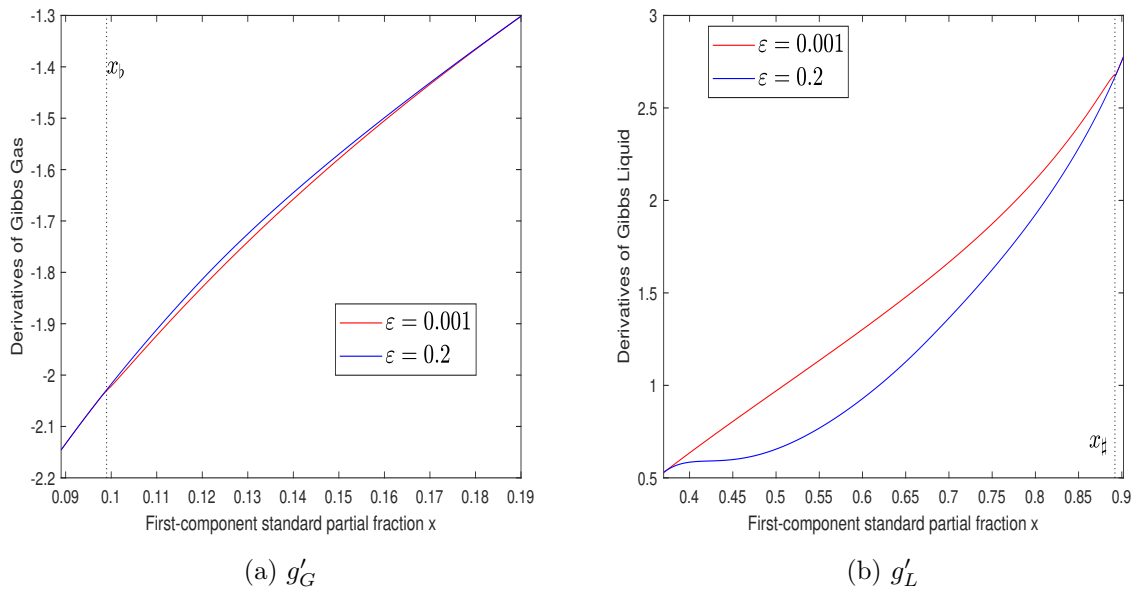 -1.3
-1.4
-1.5
-1.6
-1.7
-1.8
-1.9
-2
-2.1
-2.2
Derivatives of Gibbs Gas
x♭
ε = 0.001
ε = 0.2
0.09 0.1 0.11 0.12 0.13 0.14 0.15 0.16 0.17 0.18 0.19
First-component standard partial fraction x
(a) g′G
3
2.5
2
1.5
1
0.5
Derivatives of Gibbs Liquid
ε = 0.001
ε = 0.2
x♯
0.4 0.45 0.5 0.55 0.6 0.65 0.7 0.75 0.8 0.85 0.9
First-component standard partial fraction x
(b) g′L